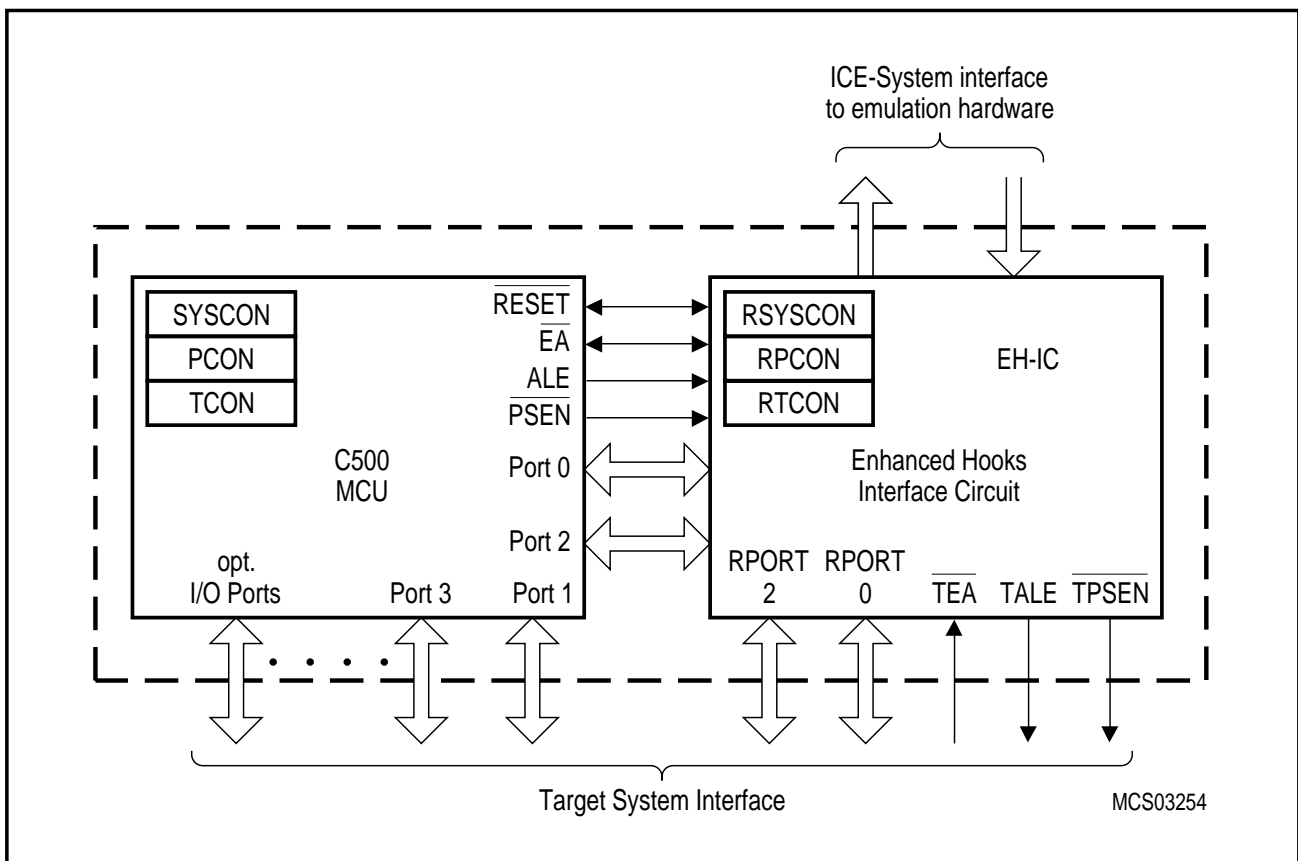 ICE-System interface
to emulation hardware
SYSCON
PCON
TCON
RESET
EA
ALE
PSEN
Port 0
Port 2
C500
MCU
opt.
I/O Ports
Port 3
Port 1
RSYSCON
RPCON
RTCON
EH-IC
Enhanced Hooks
Interface Circuit
RPORT
2
RPORT
0
TEA
TALE
TPSEN
Target System Interface
MCS03254